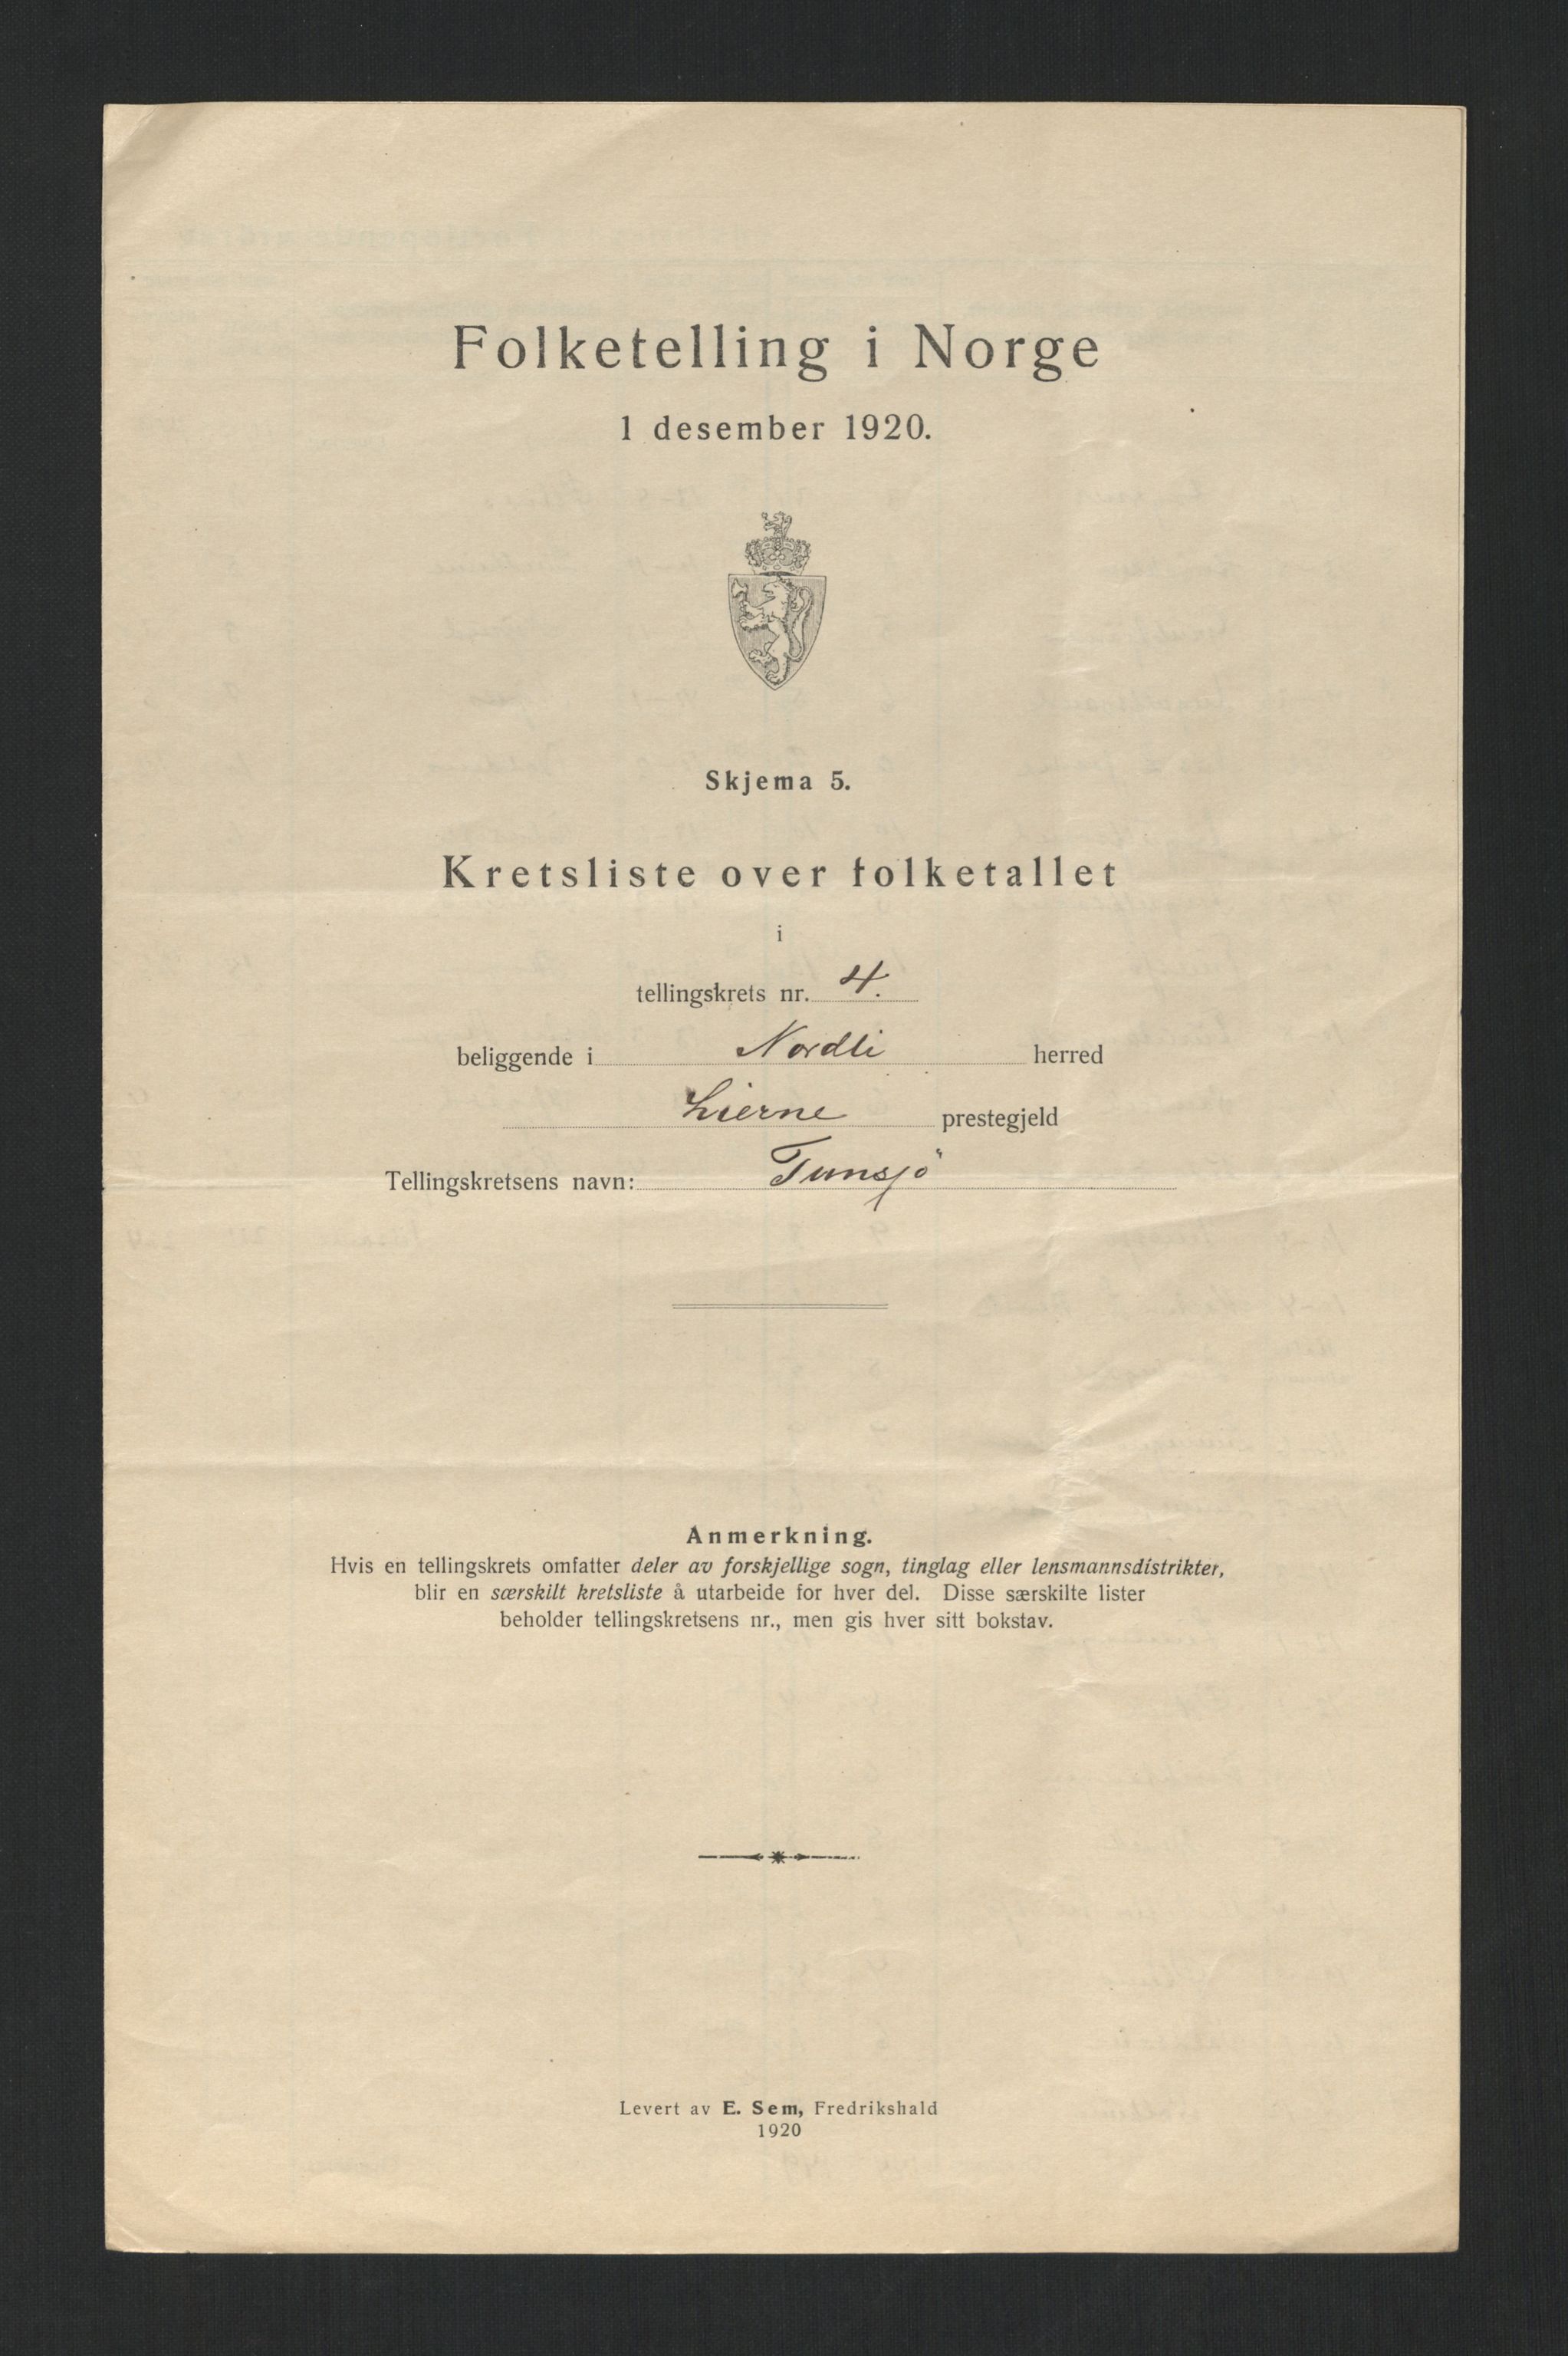 Folketelling i Norge
1 desember 1920.
Skjema 5.
Kretsliste over folketallet
i
tellingskrets nr. 4.
beliggende i Nordli herred
Lierne prestegjeld
Tellingskretsens navn: Tunsjö
Anmerkning.
Hvis en tellingskrets omfatter deler av forskjellige sogn, tinglag eller lensmannsdistrikter,
blir en særskilt kretsliste å utarbeide for hver del. Disse særskilte lister
beholder tellingskretsens nr., men gis hver sitt bokstav.
Levert av E. Sem, Fredrikshald
1920